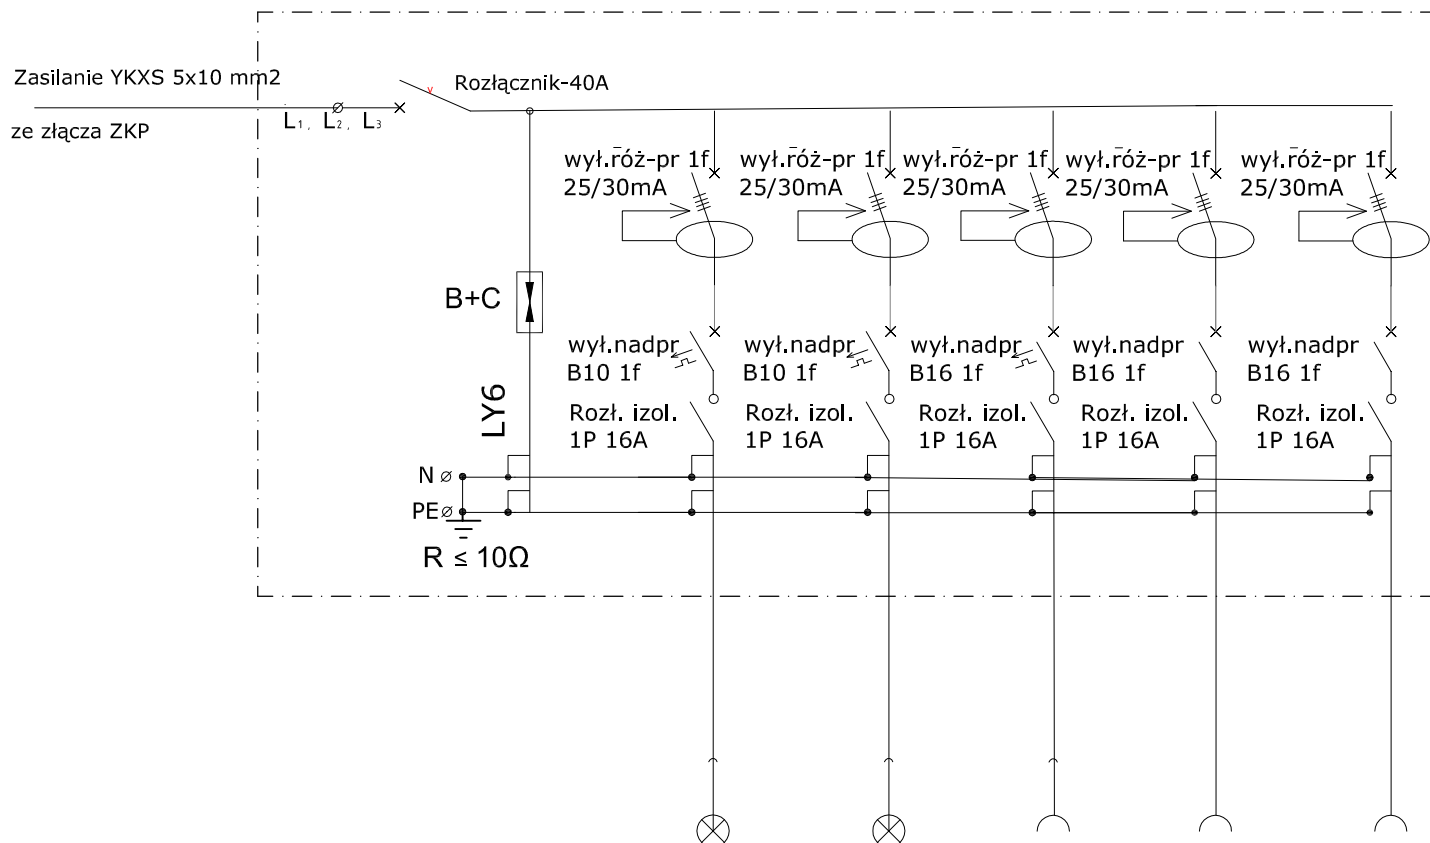 Zasilanie YKXS 5x10 mm2
ze złącza ZKP
L1, L2, L3
Rozłącznik-40A
wył.róż-pr 1f
25/30mA
wył.róż-pr 1f
25/30mA
wył.róż-pr 1f
25/30mA
wył.róż-pr 1f
25/30mA
wył.róż-pr 1f
25/30mA
B+C
LY6
wył.nadpr
B10 1f
wył.nadpr
B10 1f
wył.nadpr
B16 1f
wył.nadpr
B16 1f
wył.nadpr
B16 1f
Rozł. izol.
1P 16A
Rozł. izol.
1P 16A
Rozł. izol.
1P 16A
Rozł. izol.
1P 16A
Rozł. izol.
1P 16A
N
PE
R ≤ 10Ω